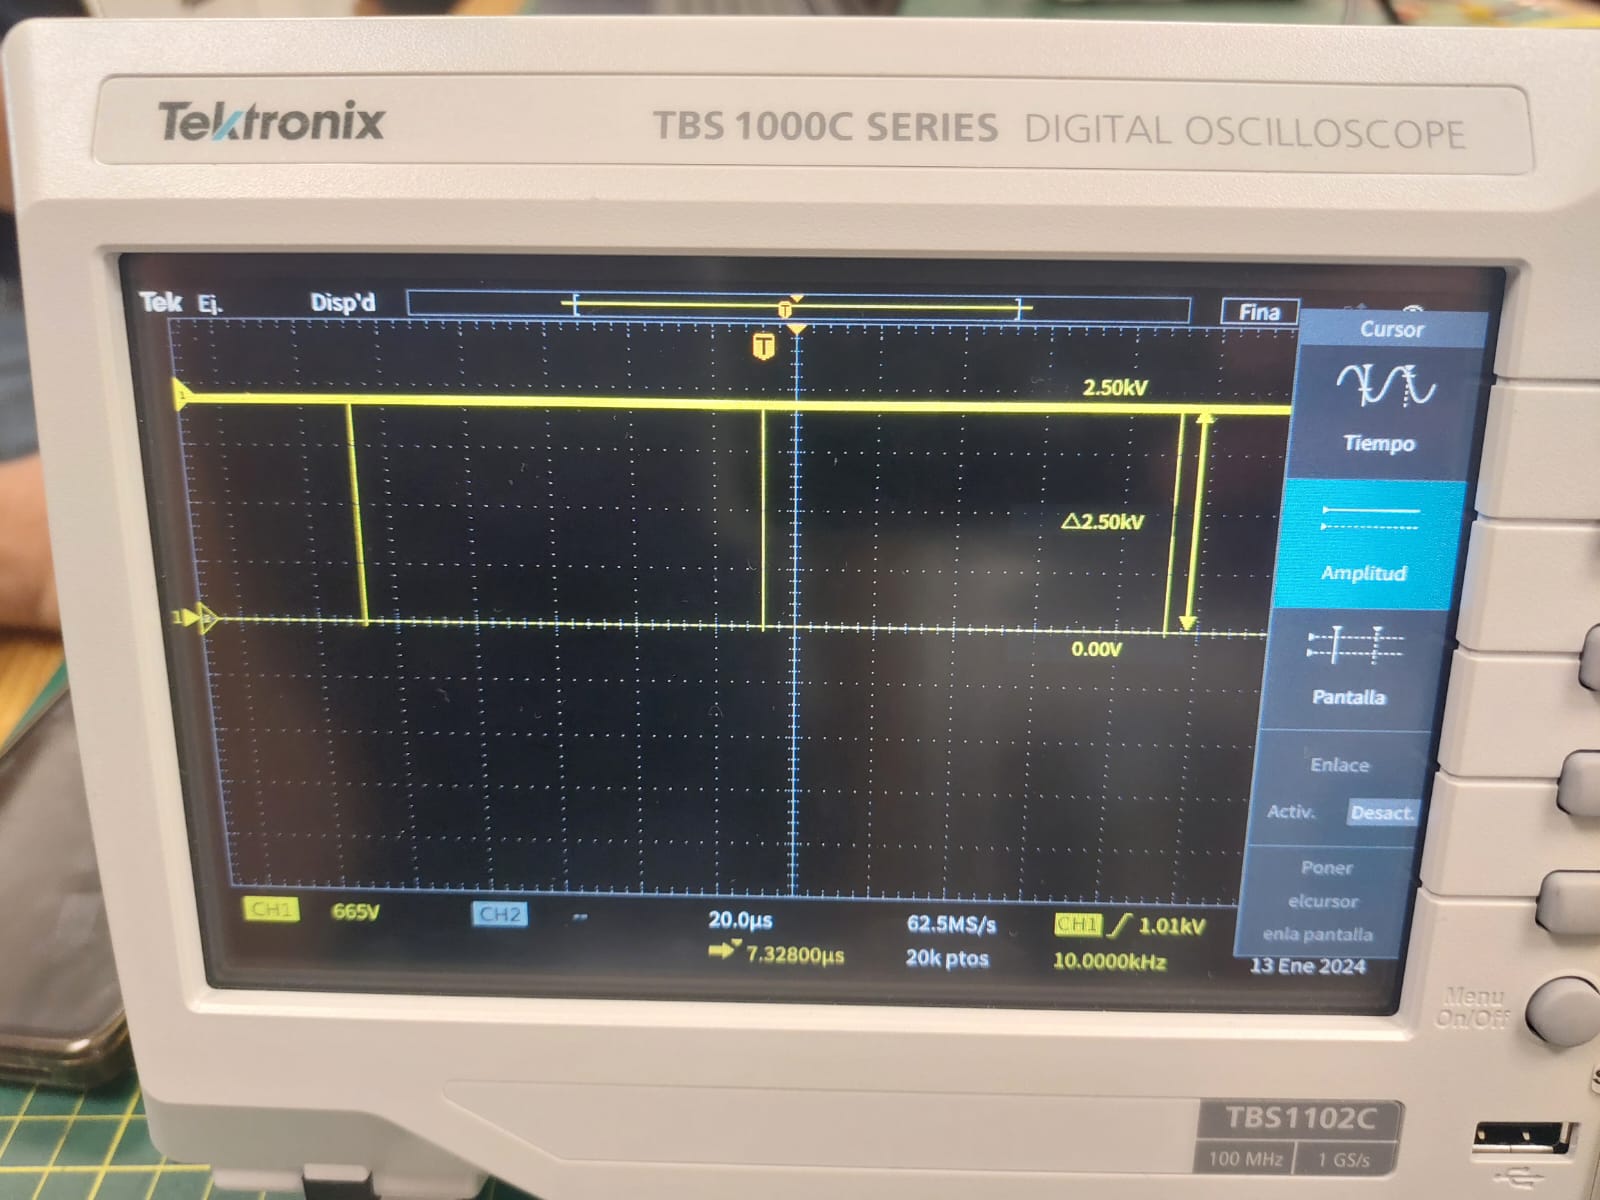 Tektronix
TBS 1000C SERIES DIGITAL OSCILLOSCOPE
Tek Ej. Disp'd
T
Fina
Cursor
T
1
2.50kV
Tiempo
△2.50kV
Amplitud
1
0.00V
Pantalla
Enlace
Activ. Desact.
Poner
elcursor
enla pantalla
CH1 665V CH2 -- 20.0µs 62.5MS/s CH1 1.01kV
7.32800µs 20k ptos 10.0000kHz 13 Ene 2024
Menu
On/Off
TBS1102C
100 MHz 1 GS/s